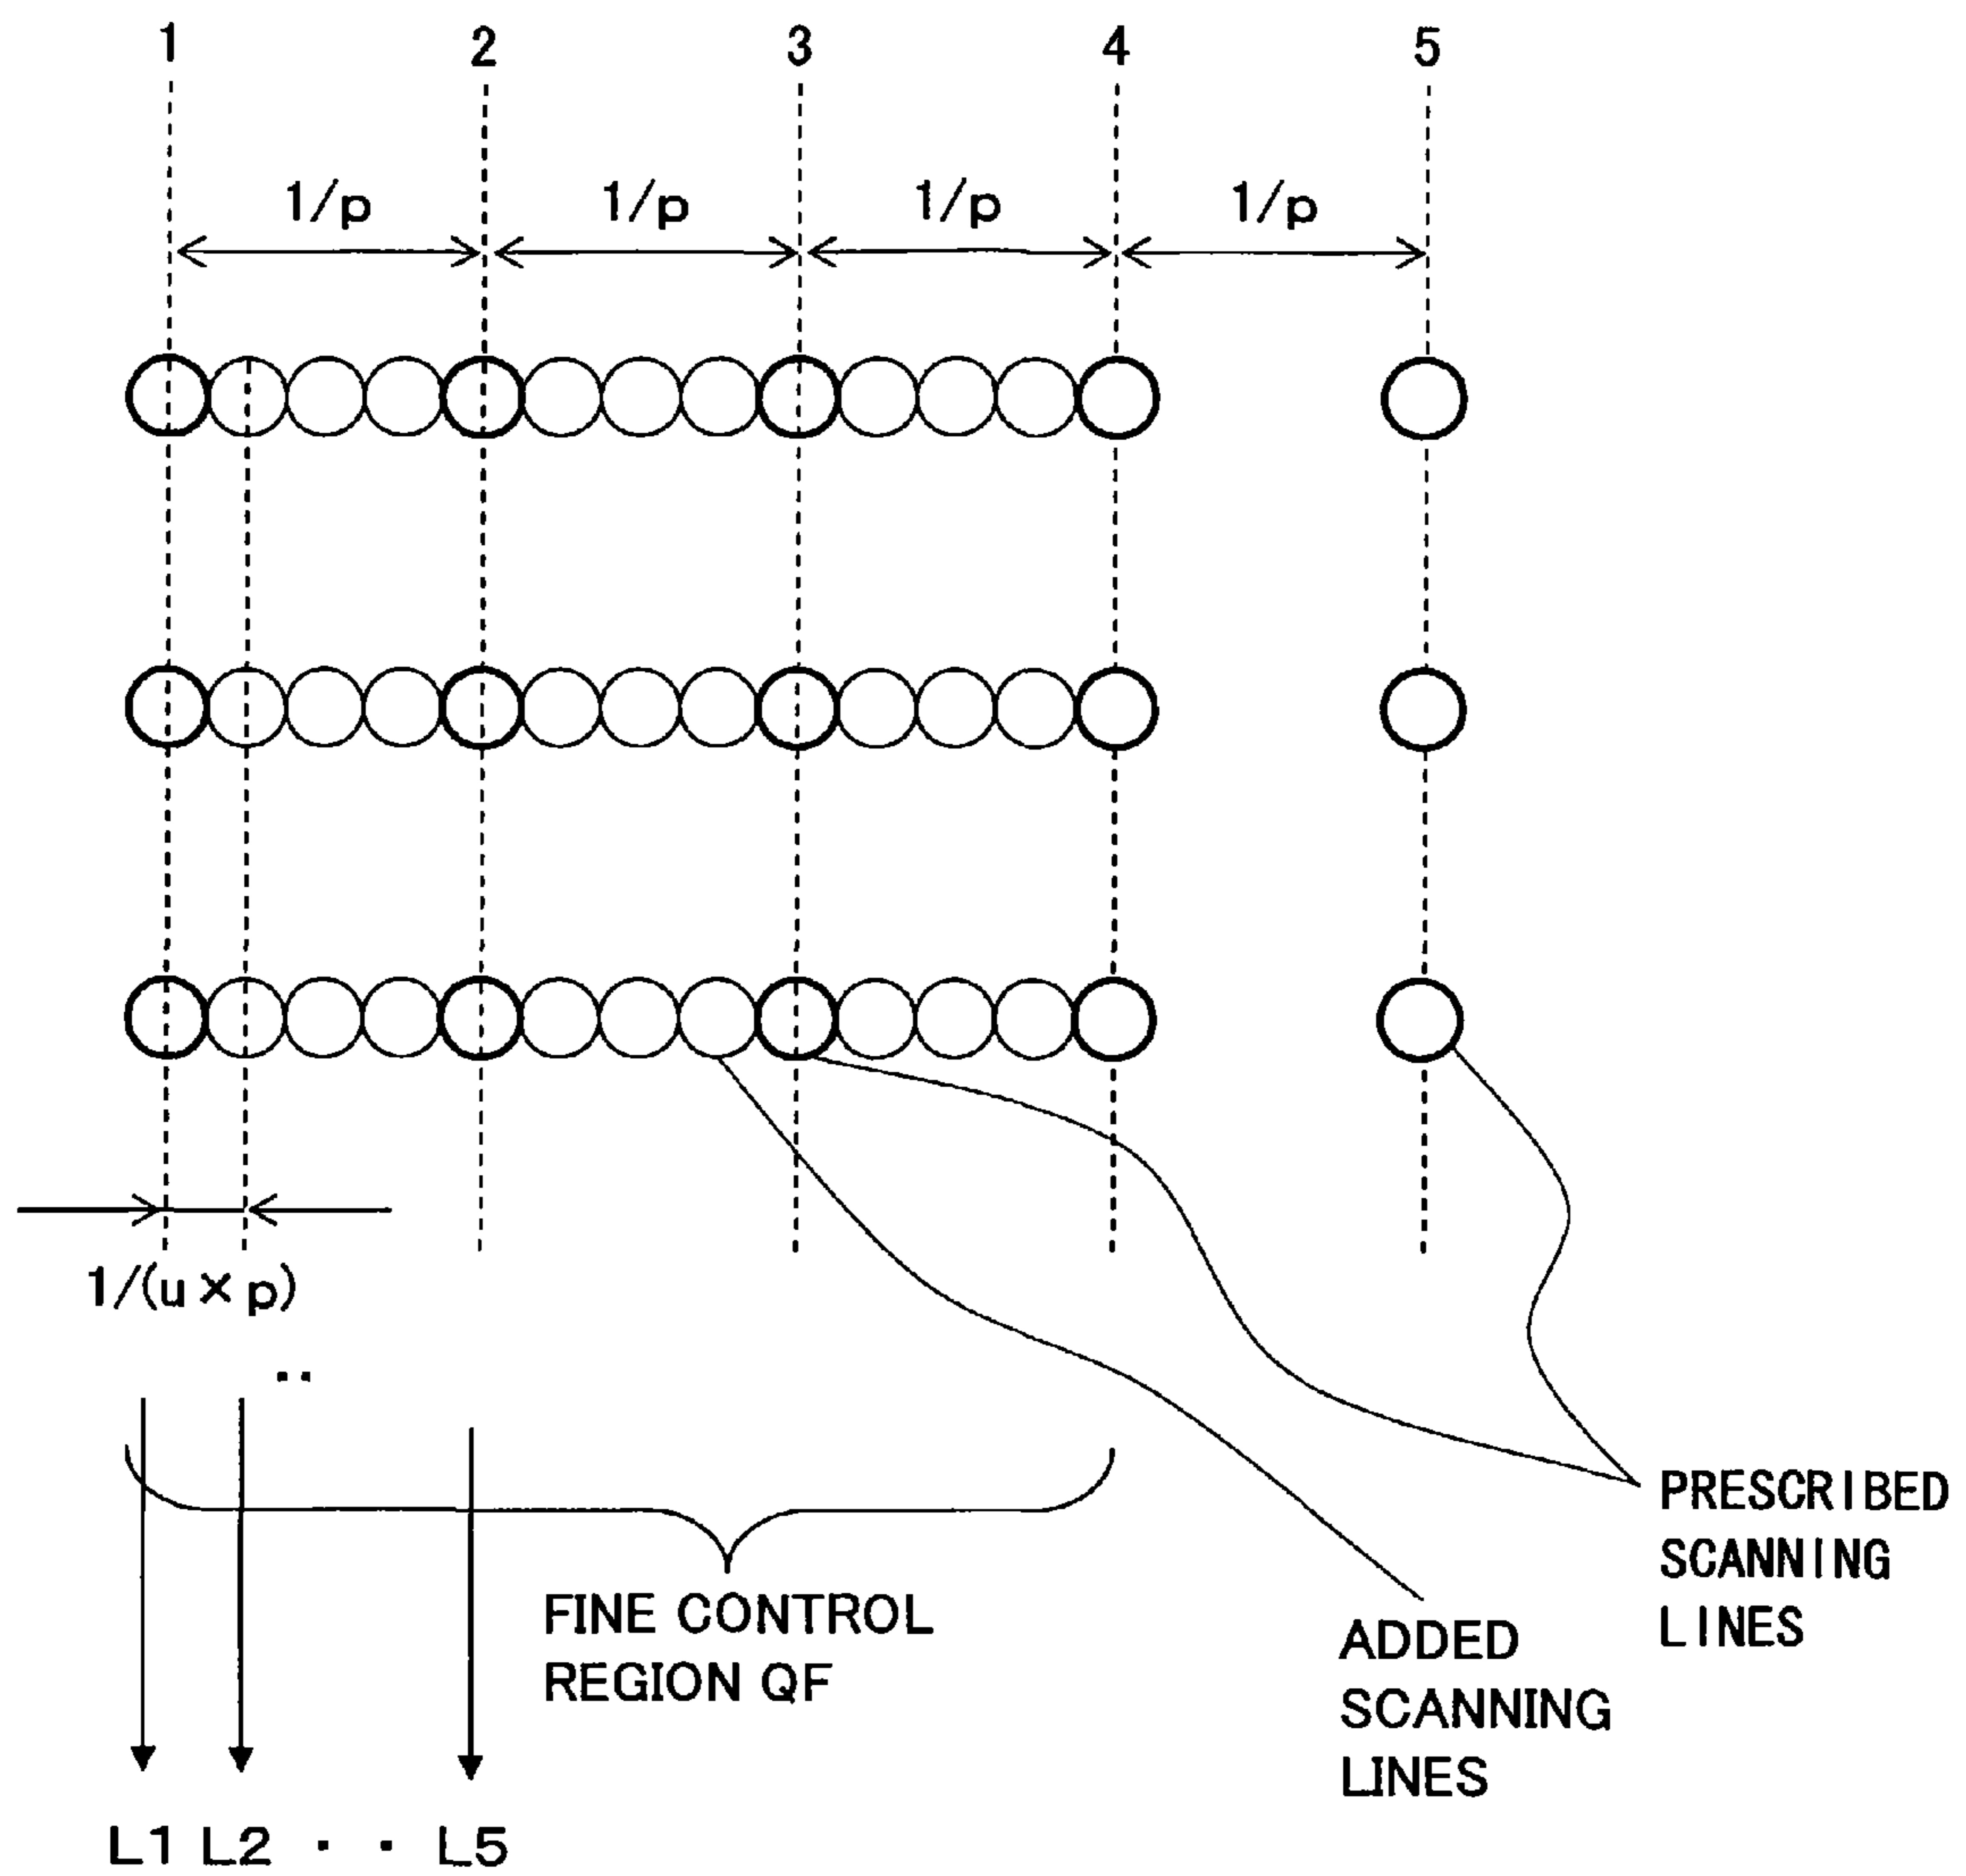 1 2 3 4 5
1/p 1/p 1/p 1/p
1/(u×p)
··
FINE CONTROL
REGION QF
PRESCRIBED
SCANNING
LINES
ADDED
SCANNING
LINES
L1 L2 · · L5